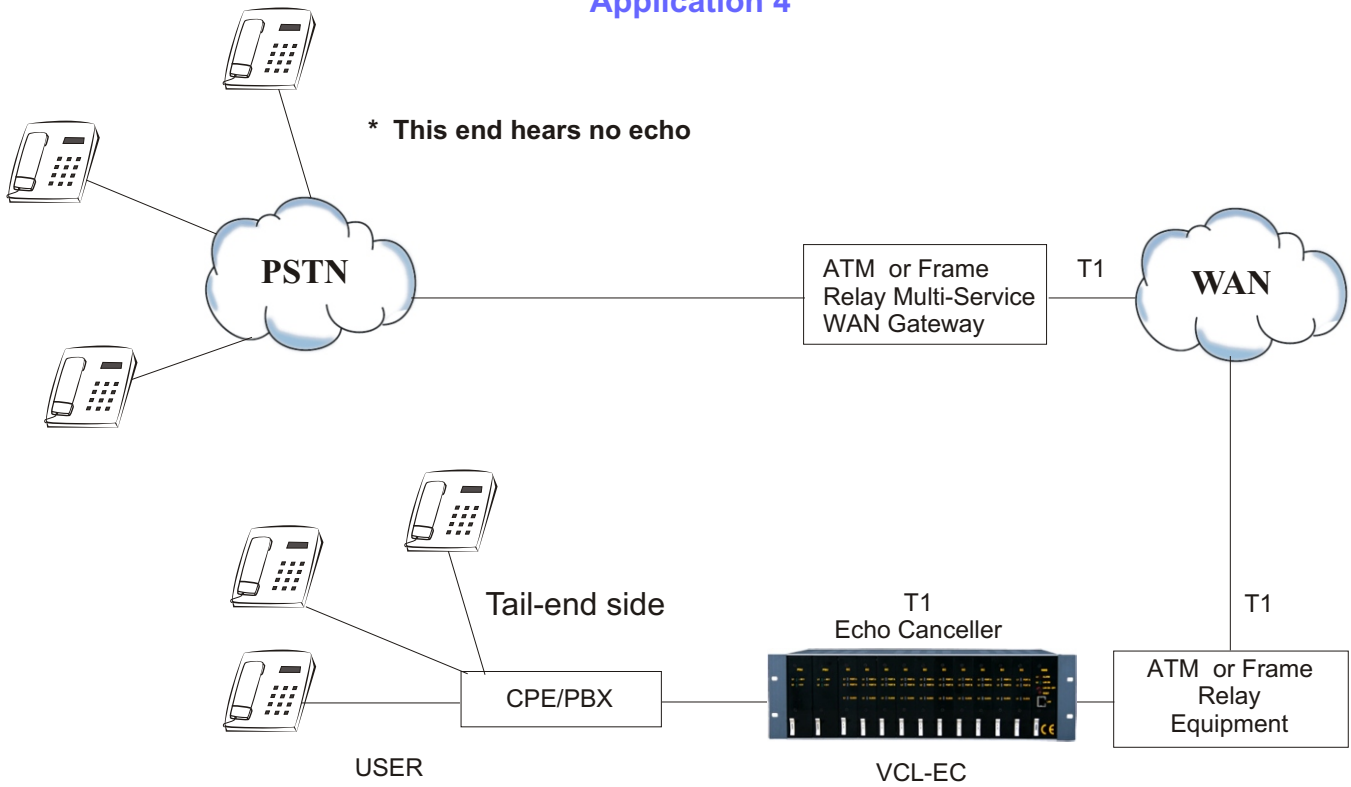 Application 4
* This end hears no echo
PSTN
ATM or Frame
Relay Multi-Service
WAN Gateway
T1
WAN
Tail-end side
T1
Echo Canceller
T1
CPE/PBX
ATM or Frame
Relay
Equipment
USER
VCL-EC